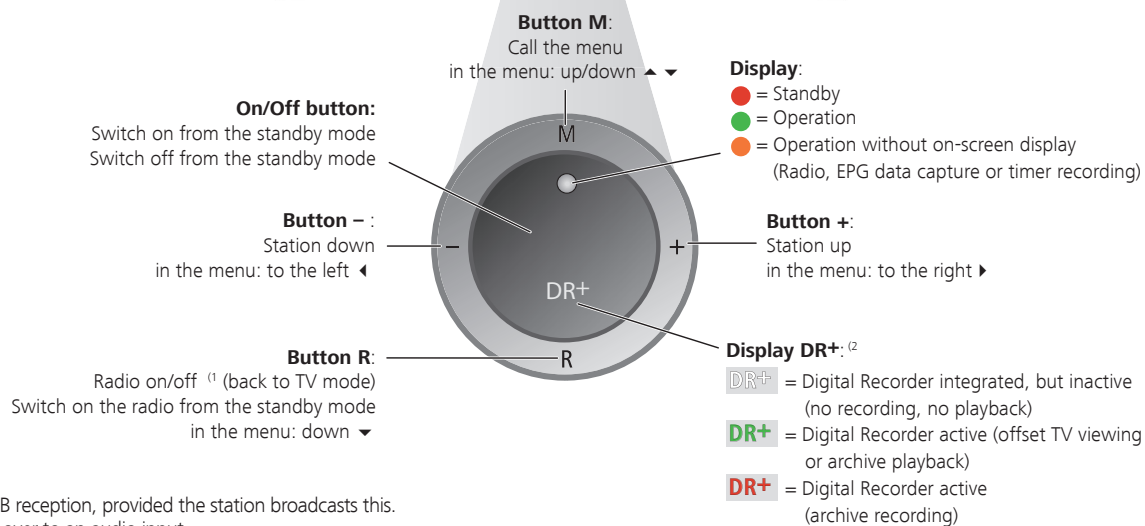 Button M:
Call the menu
in the menu: up/down ▲ ▼
Display:
= Standby
= Operation
= Operation without on-screen display
(Radio, EPG data capture or timer recording)
On/Off button:
Switch on from the standby mode
Switch off from the standby mode
M
Button – :
Station down
in the menu: to the left ◀
–
+
Button +:
Station up
in the menu: to the right ▶
DR+
Button R:
Radio on/off (1 (back to TV mode)
Switch on the radio from the standby mode
in the menu: down ▼
R
Display DR+: (2
DR+ = Digital Recorder integrated, but inactive
(no recording, no playback)
DR+ = Digital Recorder active (offset TV viewing
or archive playback)
DR+ = Digital Recorder active
(archive recording)
B reception, provided the station broadcasts this.